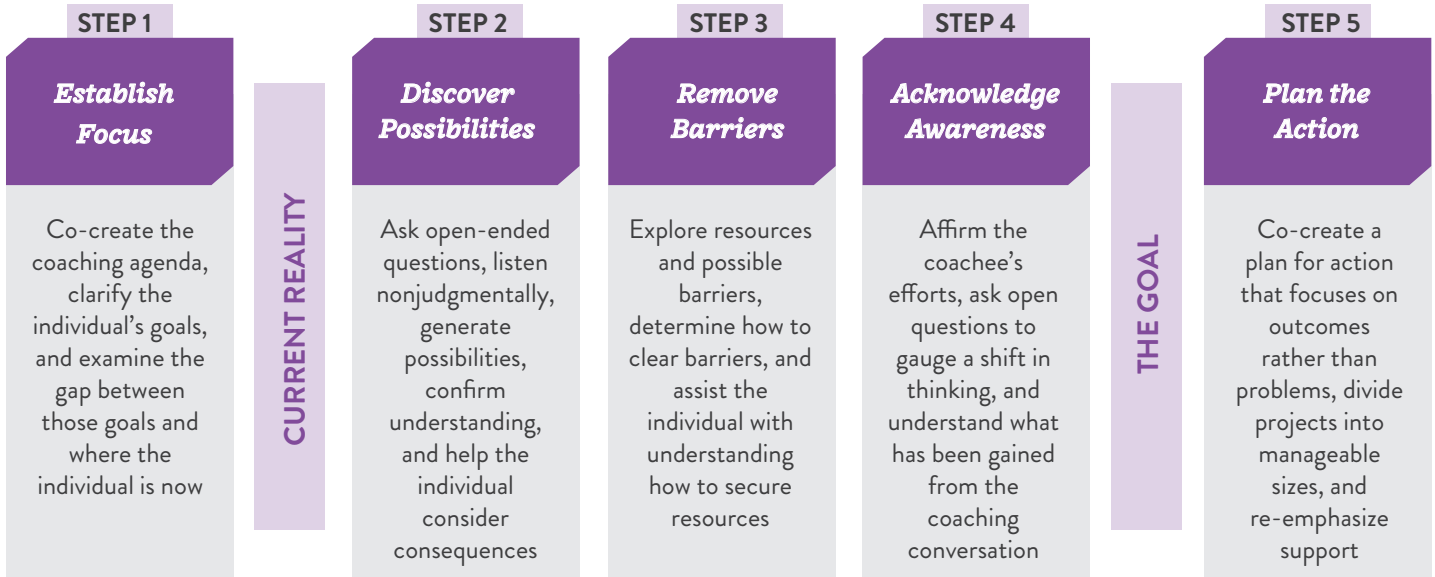 STEP 1
Establish
Focus
Co-create the
coaching agenda,
clarify the
individual's goals,
and examine the
gap between
those goals and
where the
individual is now
CURRENT REALITY
STEP 2
Discover
Possibilities
Ask open-ended
questions, listen
nonjudgmentally,
generate
possibilities,
confirm
understanding,
and help the
individual
consider
consequences
STEP 3
Remove
Barriers
Explore resources
and possible
barriers,
determine how to
clear barriers, and
assist the
individual with
understanding
how to secure
resources
STEP 4
Acknowledge
Awareness
Affirm the
coachee's
efforts, ask open
questions to
gauge a shift in
thinking, and
understand what
has been gained
from the
coaching
conversation
THE GOAL
STEP 5
Plan the
Action
Co-create a
plan for action
that focuses on
outcomes
rather than
problems, divide
projects into
manageable
sizes, and
re-emphasize
support